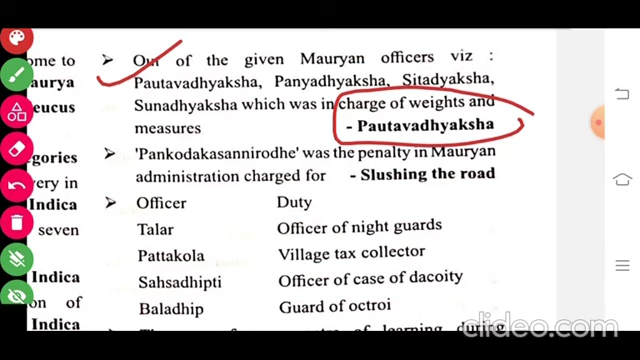 ome to
➤ Out of the given Mauryan officers viz :
aurya
Pautavadhyaksha, Panyadhyaksha, Sitadyaksha,
eucus
Sunadhyaksha which was in charge of weights and
measures - Pautavadhyaksha
egories
➤ 'Pankodakasannirodhe' was the penalty in Mauryan
very in
administration charged for - Slushing the road
Indica
➤ Officer Duty
seven
Talar Officer of night guards
Pattakola Village tax collector
Indica
Sahsadhipti Officer of case of dacoity
on of
Baladhip Guard of octroi
Indica
of learning during
clideo.com